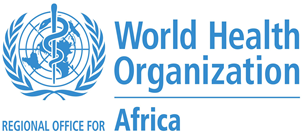 World Health
Organization
REGIONAL OFFICE FOR Africa